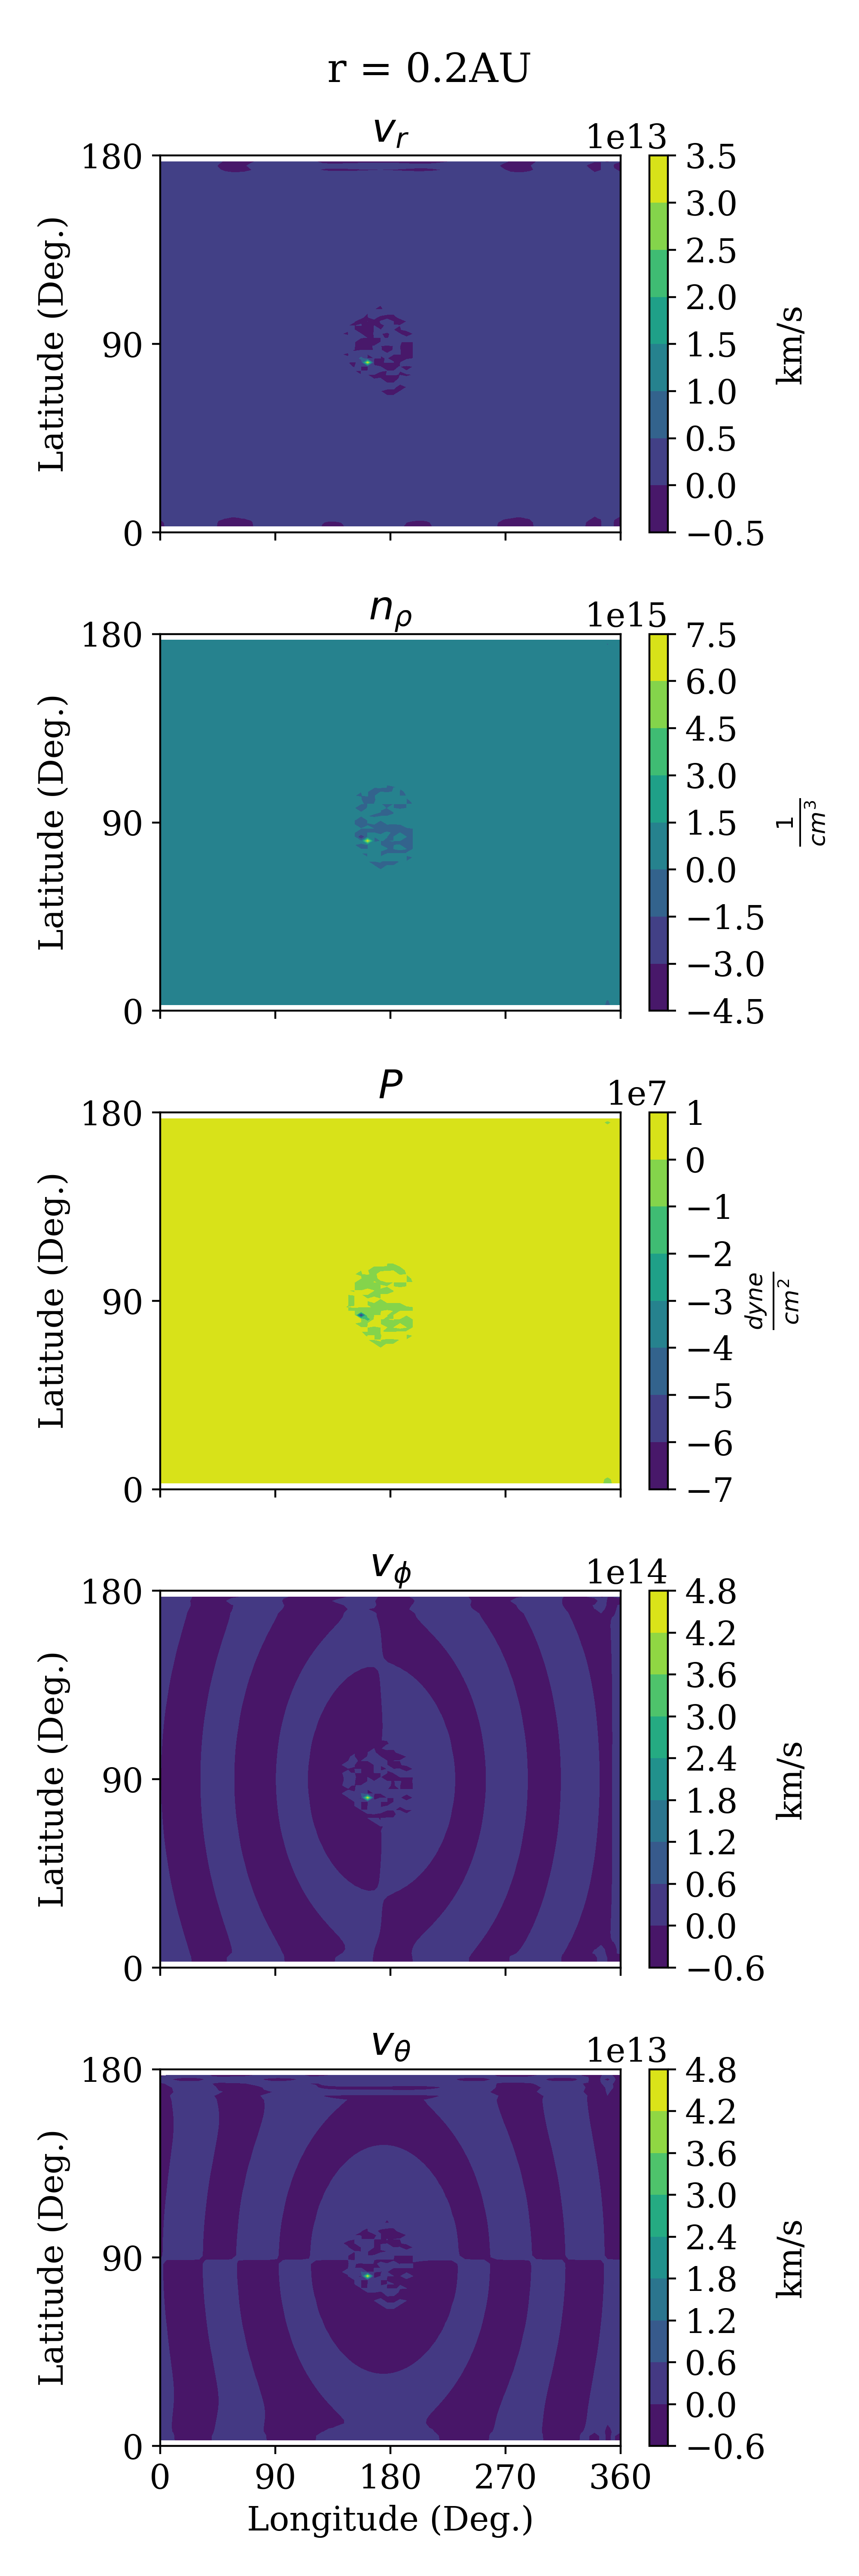 r = 0.2AU
v_r
1e13
180
90
0
Latitude (Deg.)
3.5
3.0
2.5
2.0
1.5
1.0
0.5
0.0
−0.5
km/s
n_ρ
1e15
180
90
0
Latitude (Deg.)
7.5
6.0
4.5
3.0
1.5
0.0
−1.5
−3.0
−4.5
1
cm³
P
1e7
180
90
0
Latitude (Deg.)
1
0
−1
−2
−3
−4
−5
−6
−7
dyne
cm²
v_ϕ
1e14
180
90
0
Latitude (Deg.)
4.8
4.2
3.6
3.0
2.4
1.8
1.2
0.6
0.0
−0.6
km/s
v_θ
1e13
180
90
0
Latitude (Deg.)
4.8
4.2
3.6
3.0
2.4
1.8
1.2
0.6
0.0
−0.6
km/s
0 90 180 270 360
Longitude (Deg.)